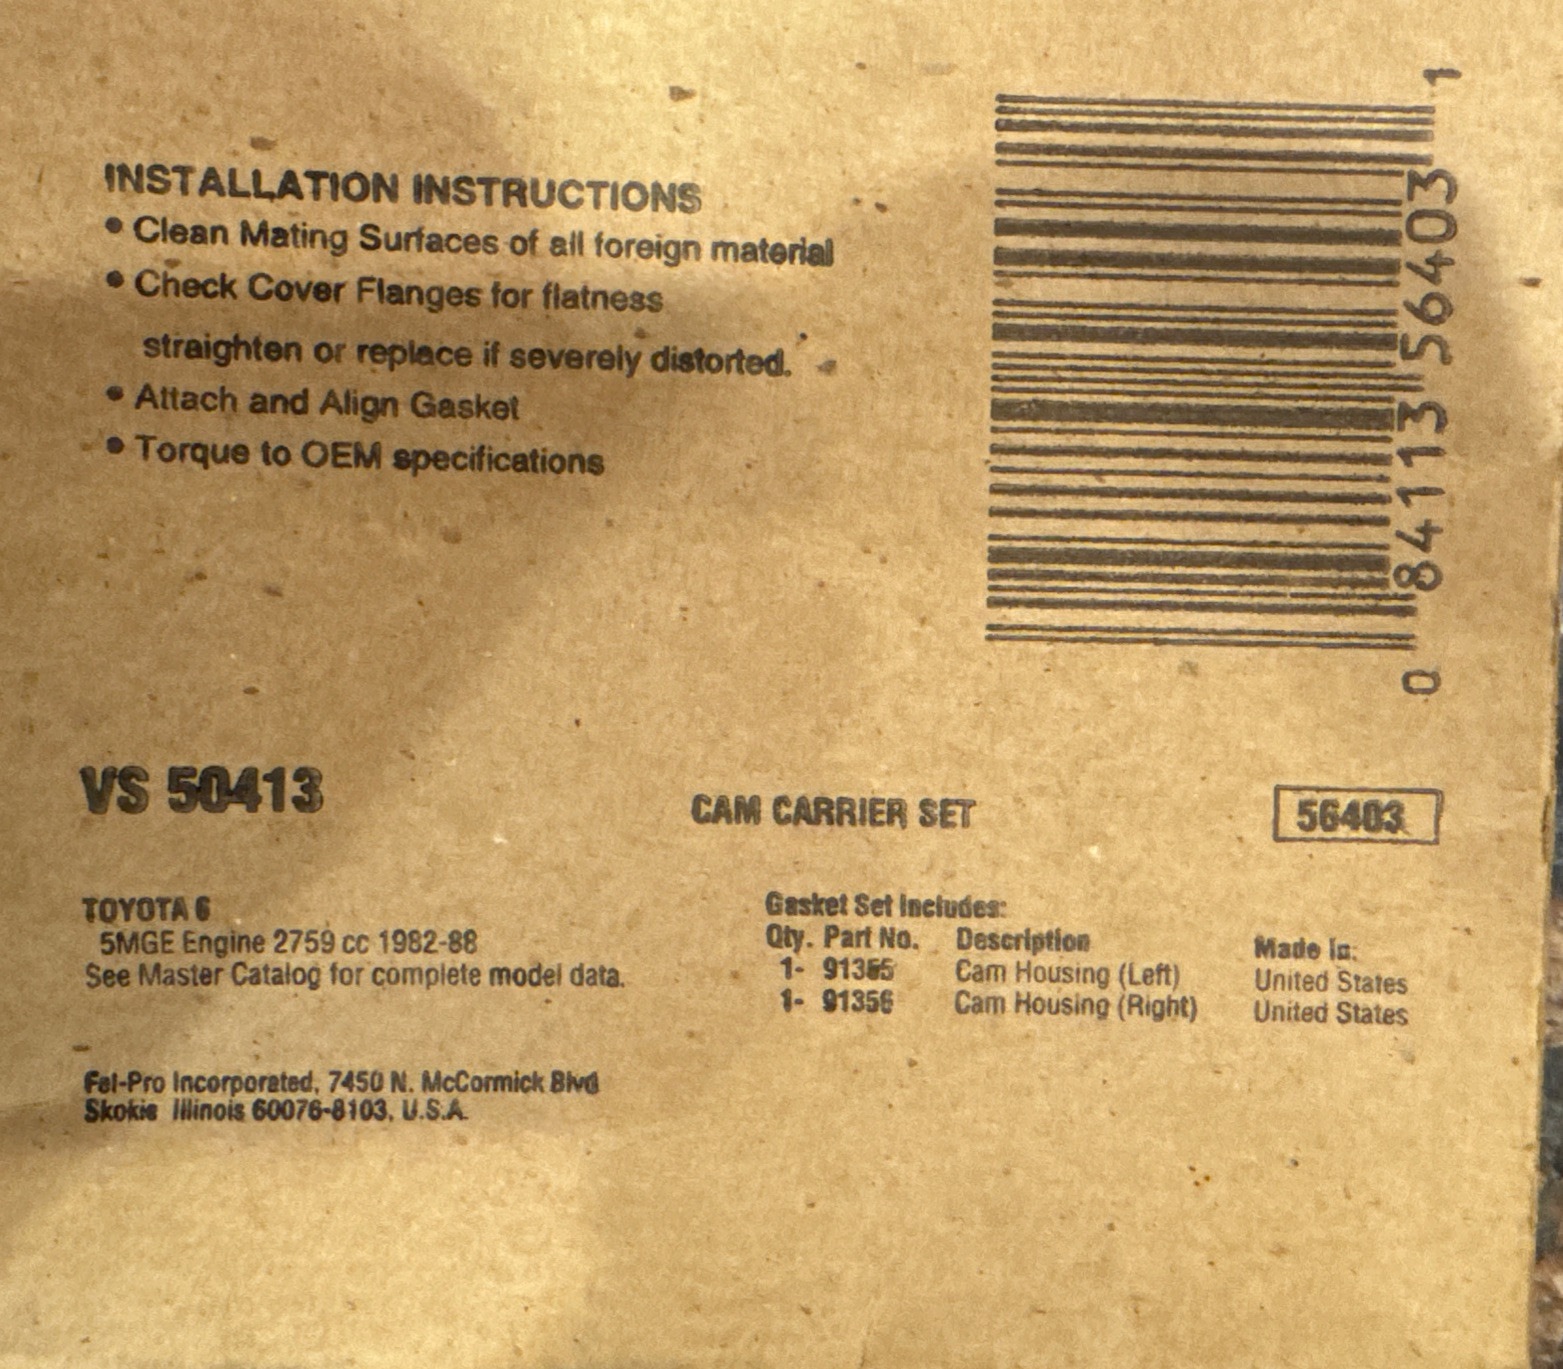 INSTALLATION INSTRUCTIONS
• Clean Mating Surfaces of all foreign material
• Check Cover Flanges for flatness
straighten or replace if severely distorted.
• Attach and Align Gasket
• Torque to OEM specifications
0 84113 56403 1
VS 50413
CAM CARRIER SET
56403
TOYOTA 6
5MGE Engine 2759 cc 1982-88
See Master Catalog for complete model data.
Gasket Set Includes:
Qty. Part No. Description Made In:
1- 91355 Cam Housing (Left) United States
1- 91356 Cam Housing (Right) United States
Fel-Pro Incorporated, 7450 N. McCormick Blvd
Skokie Illinois 60076-8103, U.S.A.